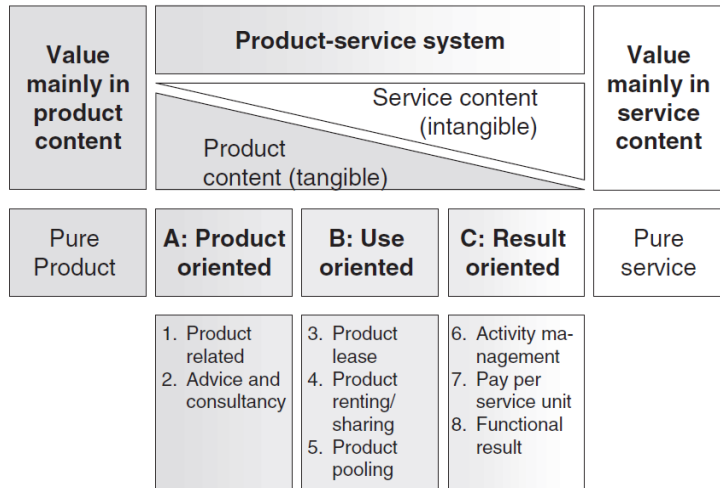 Value
mainly in
product
content
Product-service system
Service content
(intangible)
Product
content (tangible)
Value
mainly in
service
content
Pure
Product
A: Product
oriented
B: Use
oriented
C: Result
oriented
Pure
service
1. Product
related
2. Advice and
consultancy
3. Product
lease
4. Product
renting/
sharing
5. Product
pooling
6. Activity ma-
nagement
7. Pay per
service unit
8. Functional
result